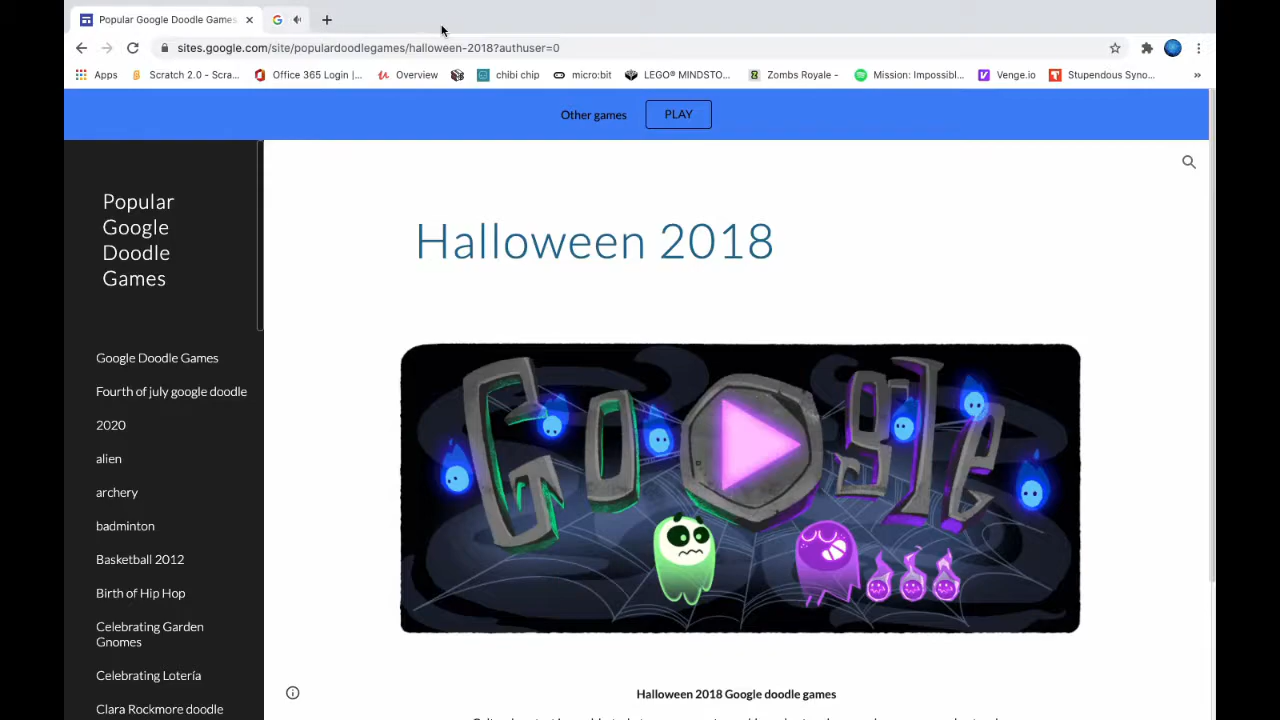 Popular Google Doodle Games
sites.google.com/site/populardoodlegames/halloween-2018?authuser=0
Apps
Scratch 2.0 - Scra...
Office 365 Login |...
Overview
chibi chip
micro:bit
LEGO® MINDSTO...
Zombs Royale -
Mission: Impossibl...
Venge.io
Stupendous Syno...
»
Other games
PLAY
Popular
Google
Doodle
Games
Google Doodle Games
Fourth of july google doodle
2020
alien
archery
badminton
Basketball 2012
Birth of Hip Hop
Celebrating Garden
Gnomes
Celebrating Lotería
Clara Rockmore doodle
Halloween 2018
Google
Halloween 2018 Google doodle games